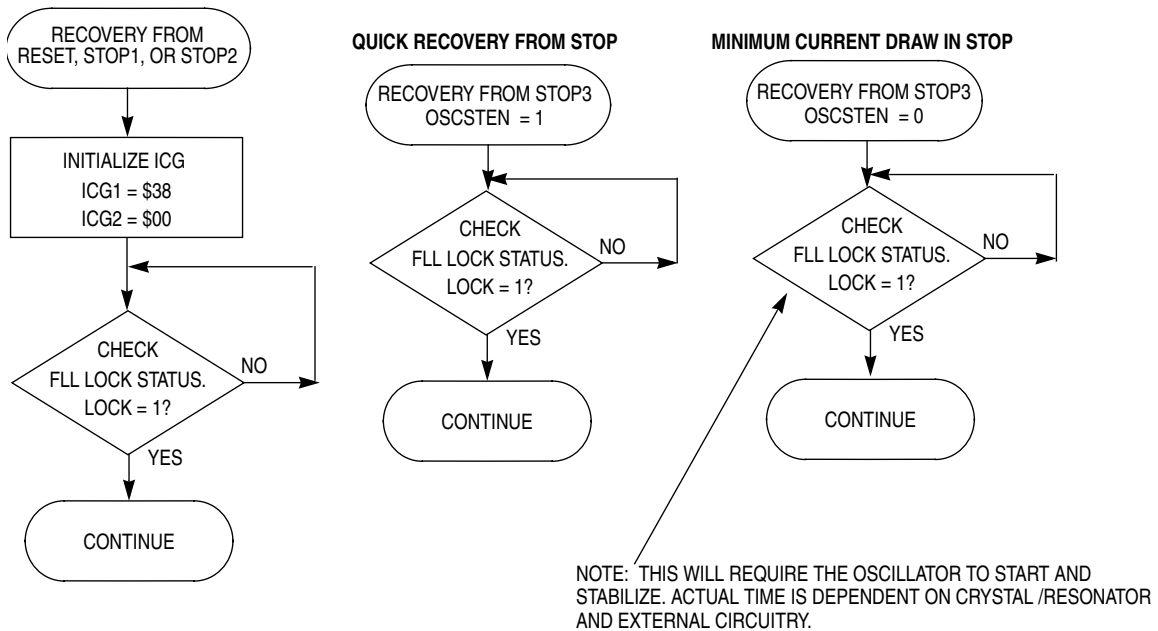 RECOVERY FROM
RESET, STOP1, OR STOP2
INITIALIZE ICG
ICG1 = $38
ICG2 = $00
CHECK
FLL LOCK STATUS.
LOCK = 1?
NO
YES
CONTINUE
QUICK RECOVERY FROM STOP
RECOVERY FROM STOP3
OSCSTEN = 1
CHECK
FLL LOCK STATUS.
LOCK = 1?
NO
YES
CONTINUE
MINIMUM CURRENT DRAW IN STOP
RECOVERY FROM STOP3
OSCSTEN = 0
CHECK
FLL LOCK STATUS.
LOCK = 1?
NO
YES
CONTINUE
NOTE: THIS WILL REQUIRE THE OSCILLATOR TO START AND
STABILIZE. ACTUAL TIME IS DEPENDENT ON CRYSTAL /RESONATOR
AND EXTERNAL CIRCUITRY.